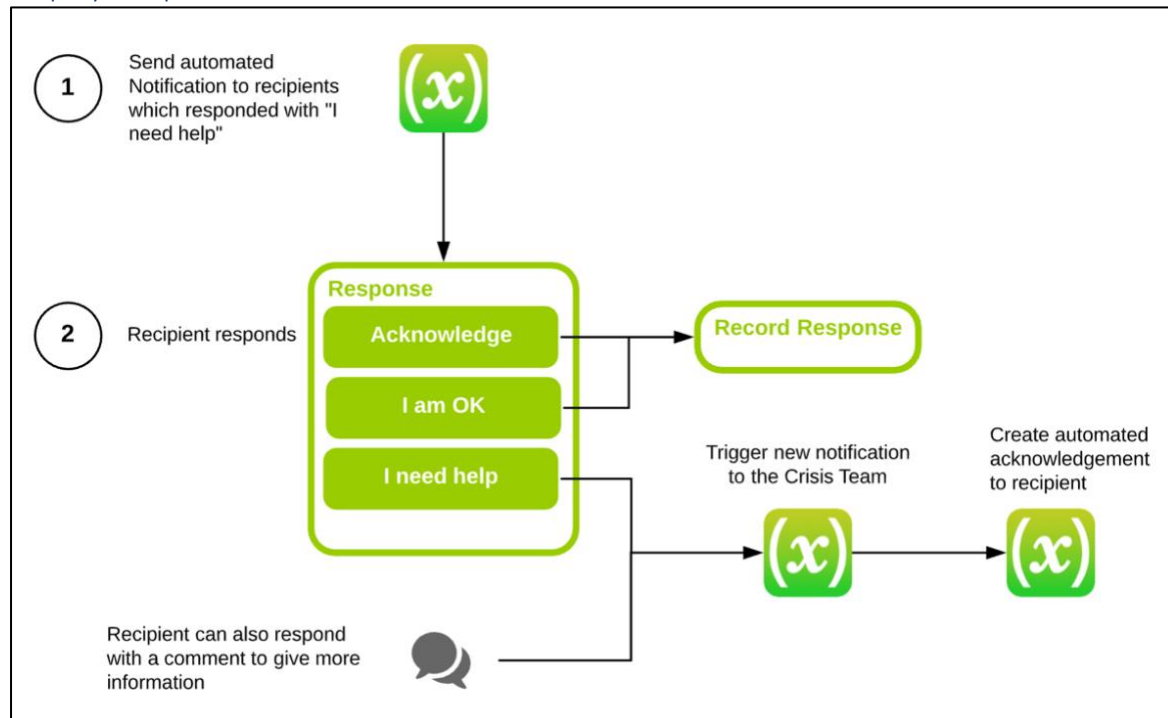 1
Send automated
Notification to recipients
which responded with "I
need help"
(x)
Response
Acknowledge
I am OK
I need help
2
Recipient responds
Record Response
Trigger new notification
to the Crisis Team
(x)
Create automated
acknowledgement
to recipient
(x)
Recipient can also respond
with a comment to give more
information